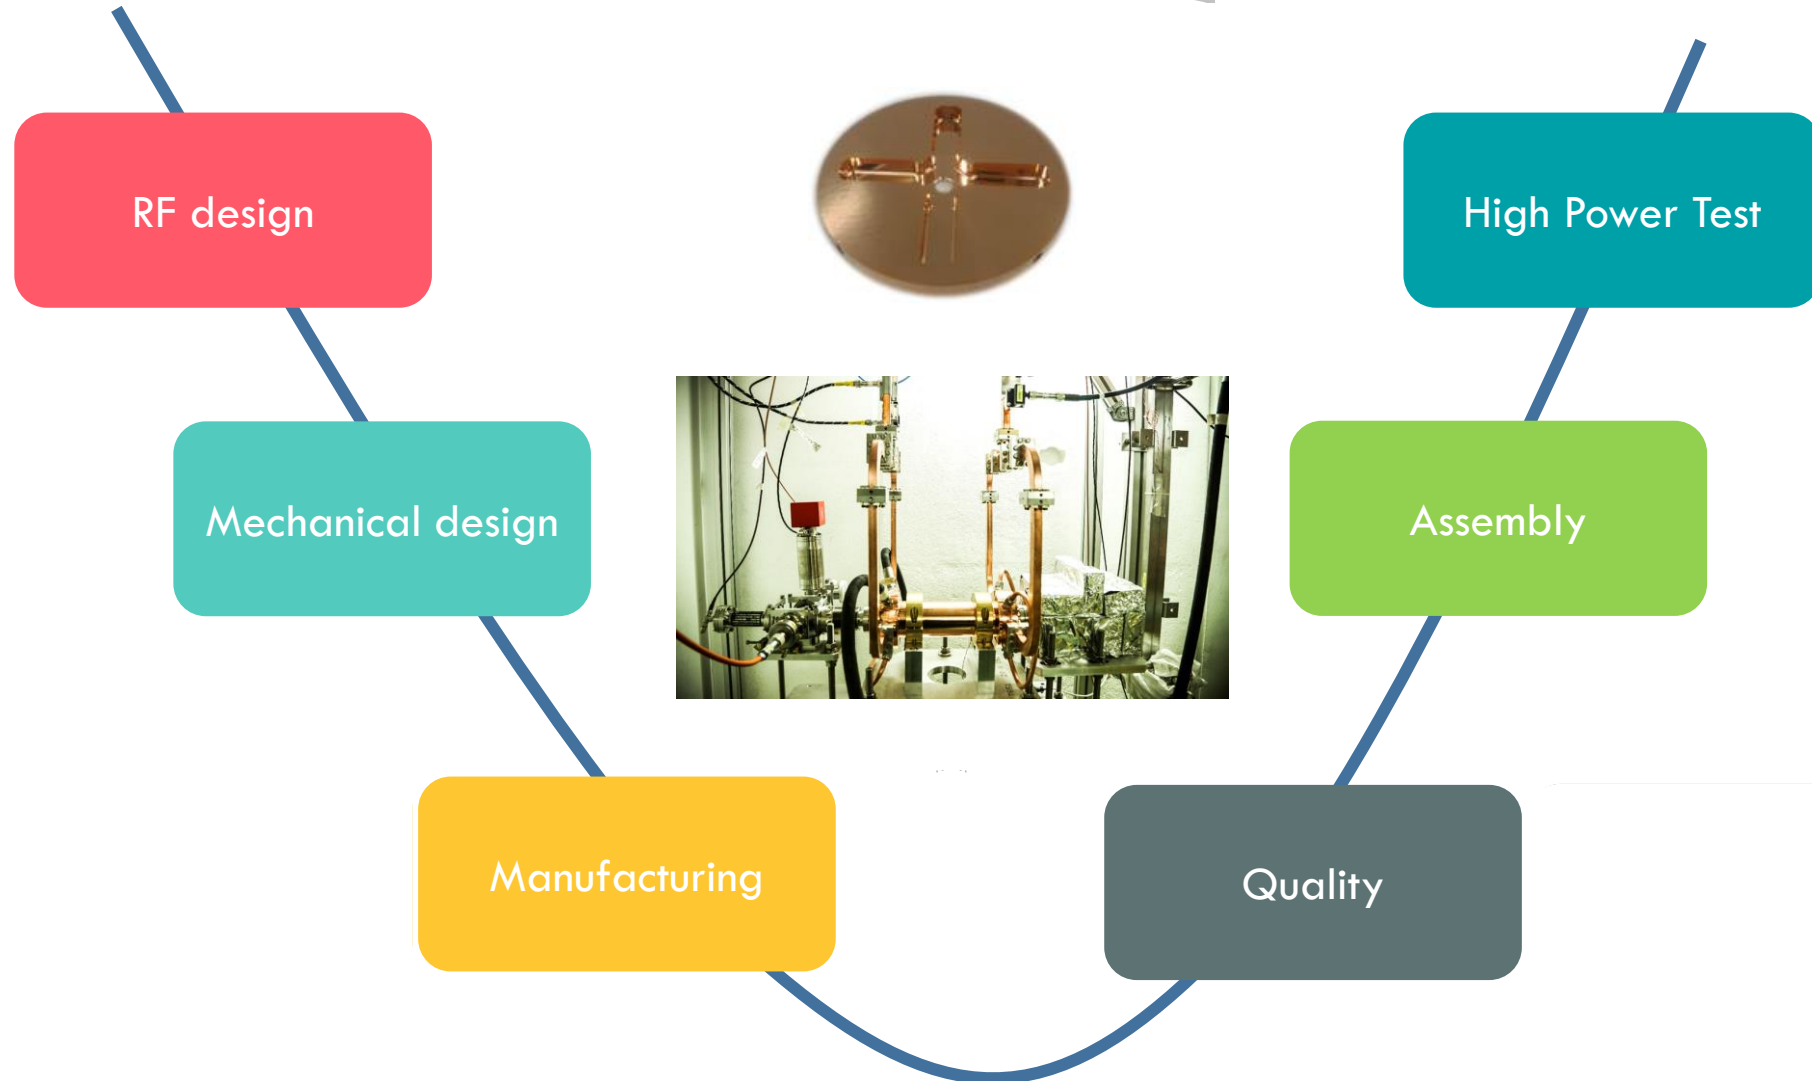 RF design
High Power Test
Mechanical design
Assembly
Manufacturing
Quality